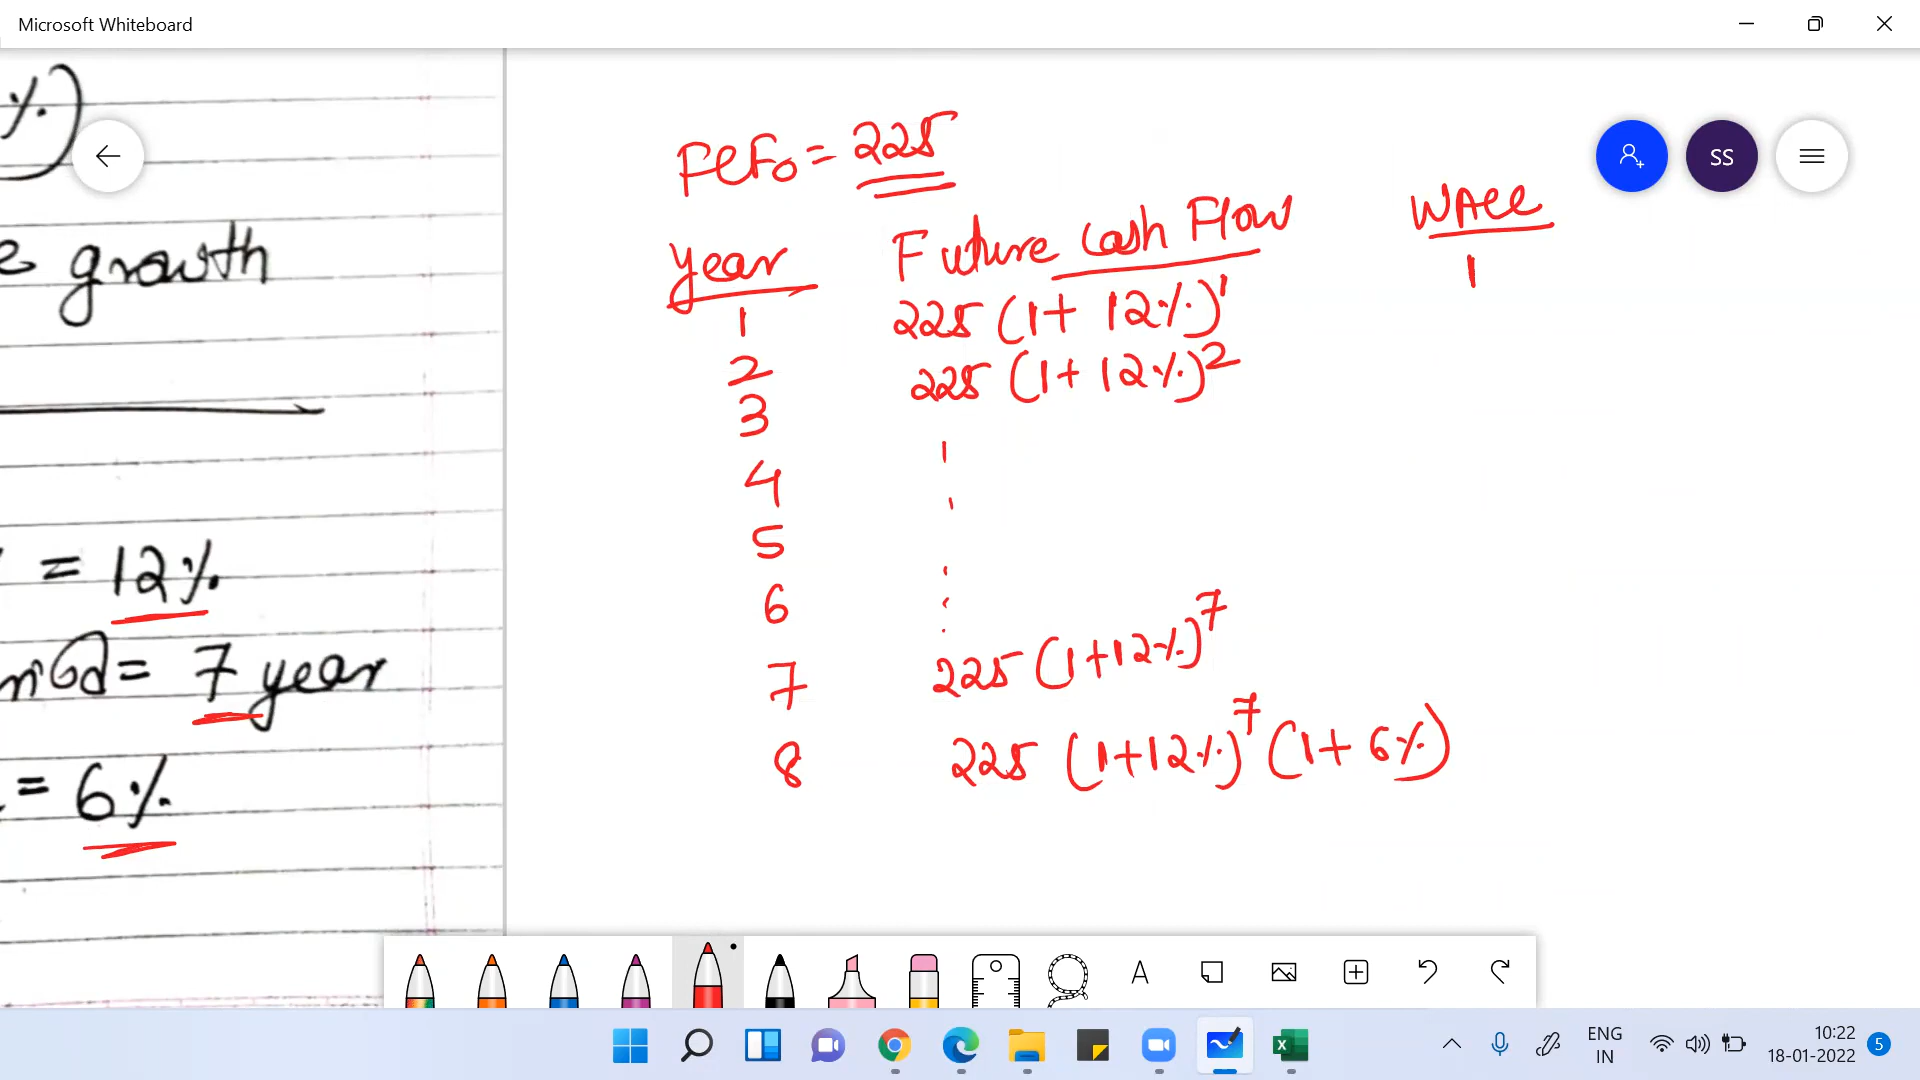 Microsoft Whiteboard
%)
growth
= 12%
= 7 year
= 6%
FCF0 = 225
year Future Cash Flow WACC
1 225 (1+ 12%)^1 1
2 225 (1+ 12%)^2
3
4
5
6
7 225 (1+12%)^7
8 225 (1+12%)^7 (1+ 6%)
SS
A
ENG
IN
10:22
18-01-2022
5